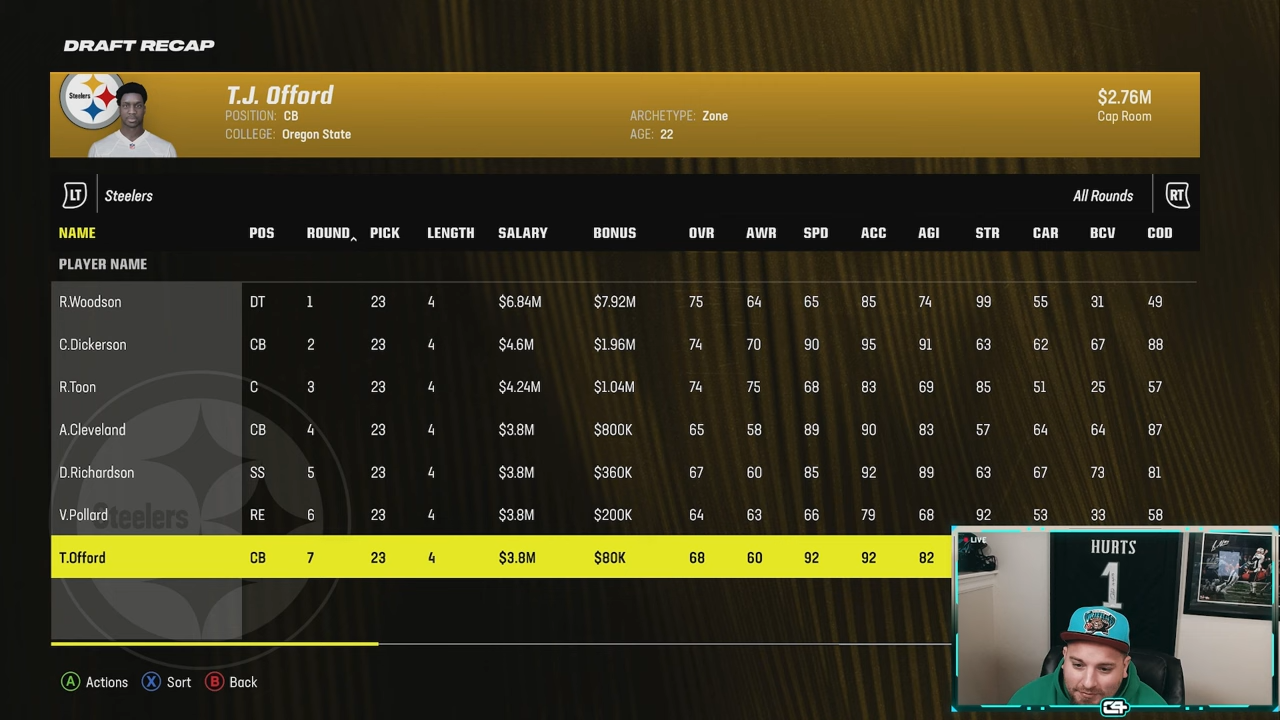 DRAFT RECAP
Steelers
T.J. Offord
POSITION: CB
COLLEGE: Oregon State
ARCHETYPE: Zone
AGE: 22
$2.76M
Cap Room
LT Steelers All Rounds RT
NAME POS ROUND PICK LENGTH SALARY BONUS OVR AWR SPD ACC AGI STR CAR BCV COD
PLAYER NAME
R.Woodson DT 1 23 4 $6.84M $7.92M 75 64 65 85 74 99 55 31 49
C.Dickerson CB 2 23 4 $4.6M $1.96M 74 70 90 95 91 63 62 67 88
R.Toon C 3 23 4 $4.24M $1.04M 74 75 68 83 69 85 51 25 57
A.Cleveland CB 4 23 4 $3.8M $800K 65 58 89 90 83 57 64 64 87
D.Richardson SS 5 23 4 $3.8M $360K 67 60 85 92 89 63 67 73 81
V.Pollard RE 6 23 4 $3.8M $200K 64 63 66 79 68 92 53 33 58
Steelers
T.Offord CB 7 23 4 $3.8M $80K 68 60 92 92 82
LIVE
HURTS
1
A Actions X Sort B Back